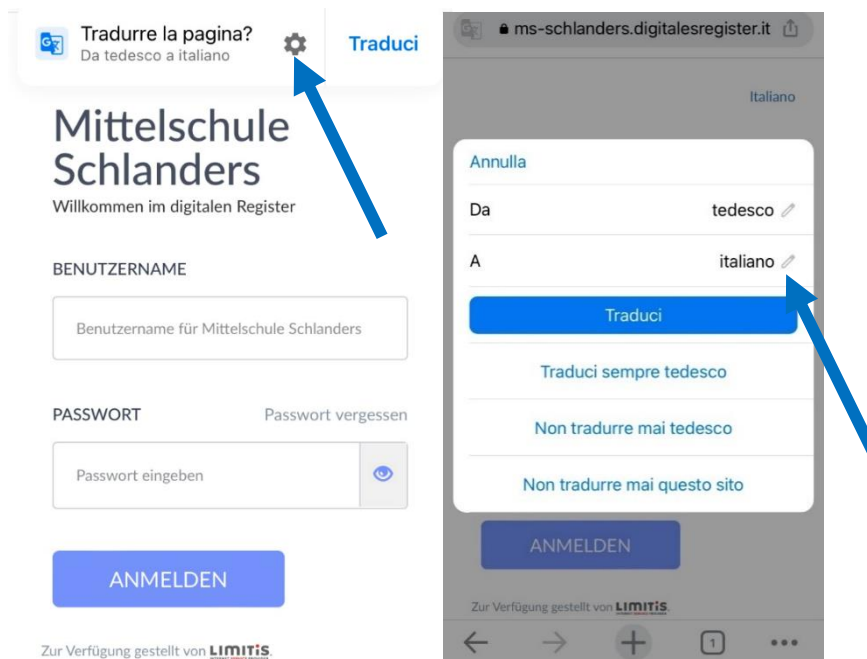 Tradurre la pagina?
Da tedesco a italiano
Traduci
Mittelschule
Schlanders
Willkommen im digitalen Register
BENUTZERNAME
Benutzername für Mittelschule Schlanders
PASSWORT Passwort vergessen
Passwort eingeben
ANMELDEN
Zur Verfügung gestellt von LIMITIS.
ms-schlanders.digitalesregister.it
Italiano
Annulla
Da tedesco
A italiano
Traduci
Traduci sempre tedesco
Non tradurre mai tedesco
Non tradurre mai questo sito
ANMELDEN
Zur Verfügung gestellt von LIMITIS.
1